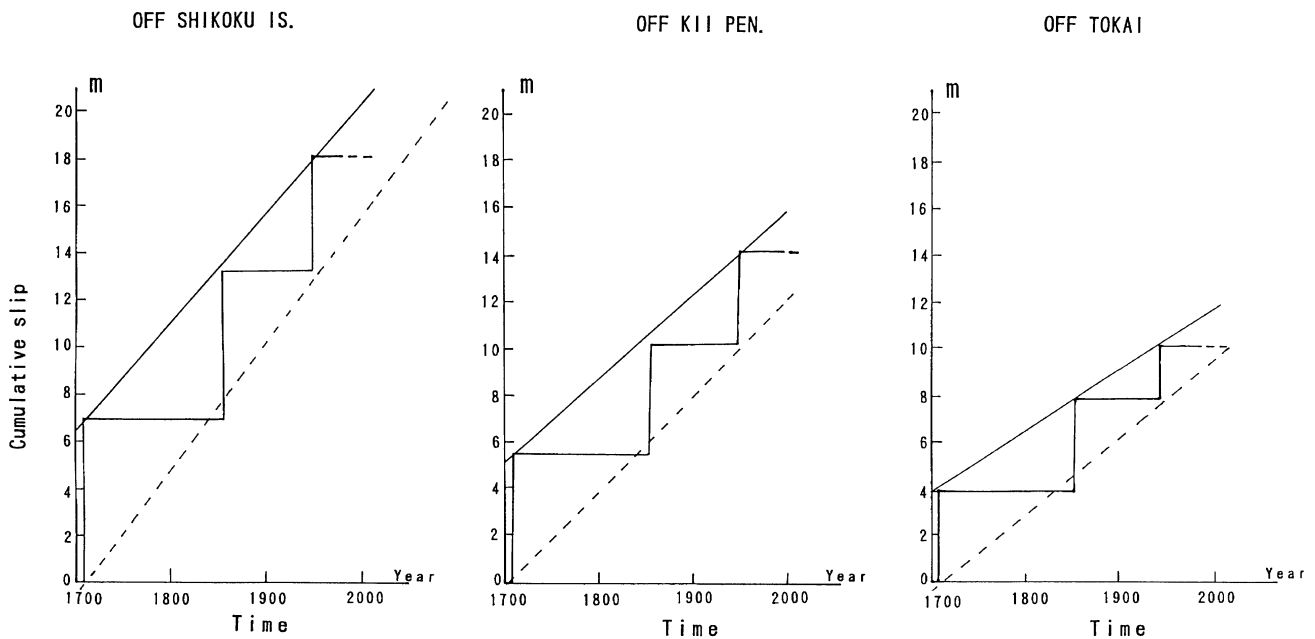 OFF SHIKOKU IS.
m
20
18
16
14
12
10
8
6
4
2
0
1700 1800 1900 2000
Year
Time
Cumulative slip
OFF KII PEN.
m
20
18
16
14
12
10
8
6
4
2
0
1700 1800 1900 2000
Year
Time
OFF TOKAI
m
20
18
16
14
12
10
8
6
4
2
0
1700 1800 1900 2000
Year
Time